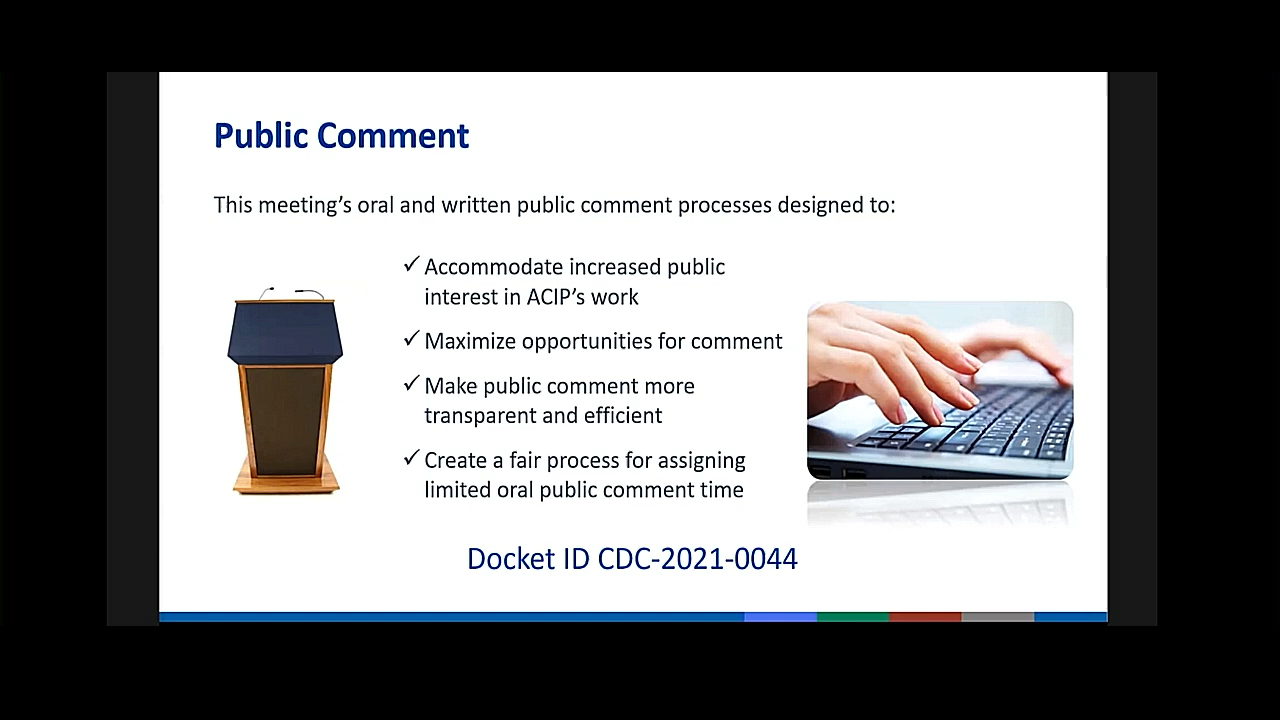 Public Comment
This meeting’s oral and written public comment processes designed to:
✓ Accommodate increased public
interest in ACIP’s work
✓ Maximize opportunities for comment
✓ Make public comment more
transparent and efficient
✓ Create a fair process for assigning
limited oral public comment time
Docket ID CDC-2021-0044